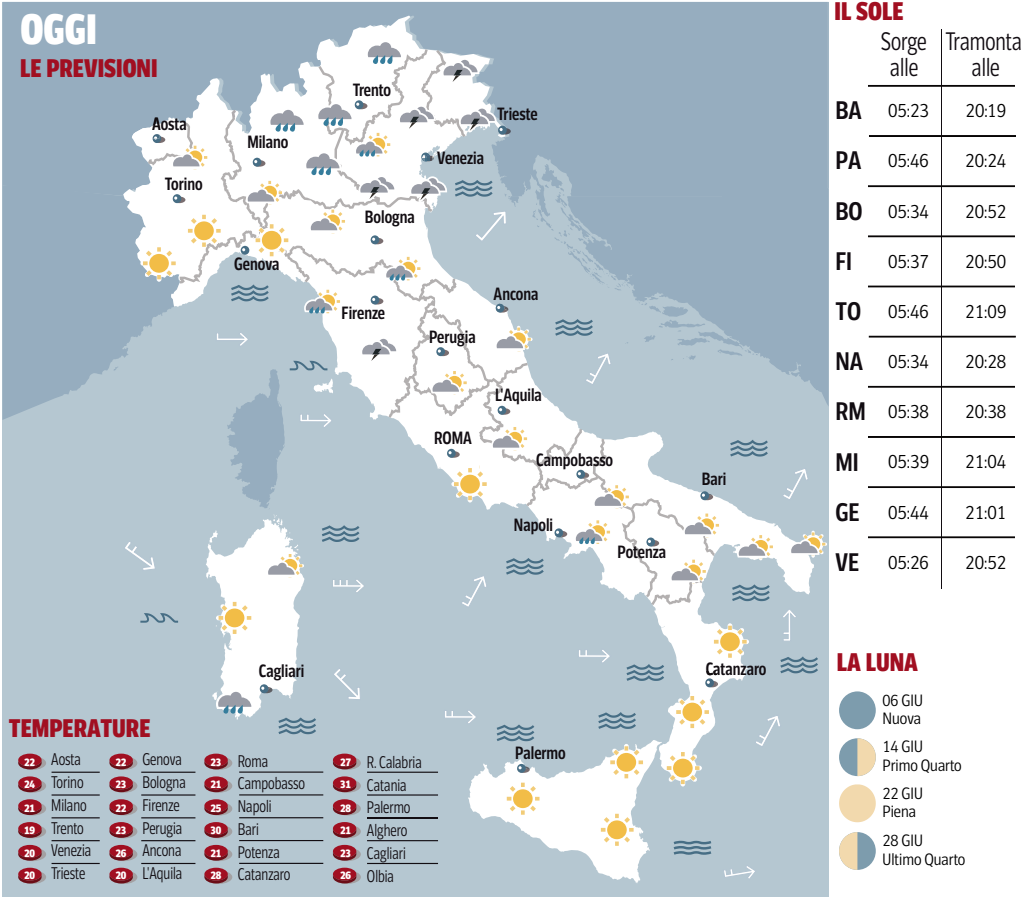 OGGI
LE PREVISIONI
Trento
Trieste
Aosta
Milano
Venezia
Torino
Bologna
Genova
Ancona
Firenze
Perugia
L'Aquila
ROMA
Campobasso
Bari
Napoli
Potenza
Cagliari
Catanzaro
Palermo
TEMPERATURE
22 Aosta
24 Torino
21 Milano
19 Trento
20 Venezia
20 Trieste
22 Genova
23 Bologna
22 Firenze
23 Perugia
26 Ancona
20 L'Aquila
23 Roma
21 Campobasso
25 Napoli
30 Bari
21 Potenza
28 Catanzaro
27 R. Calabria
31 Catania
28 Palermo
21 Alghero
23 Cagliari
26 Olbia
IL SOLE
Sorge alle Tramonta alle
BA 05:23 20:19
PA 05:46 20:24
BO 05:34 20:52
FI 05:37 20:50
TO 05:46 21:09
NA 05:34 20:28
RM 05:38 20:38
MI 05:39 21:04
GE 05:44 21:01
VE 05:26 20:52
LA LUNA
06 GIU
Nuova
14 GIU
Primo Quarto
22 GIU
Piena
28 GIU
Ultimo Quarto